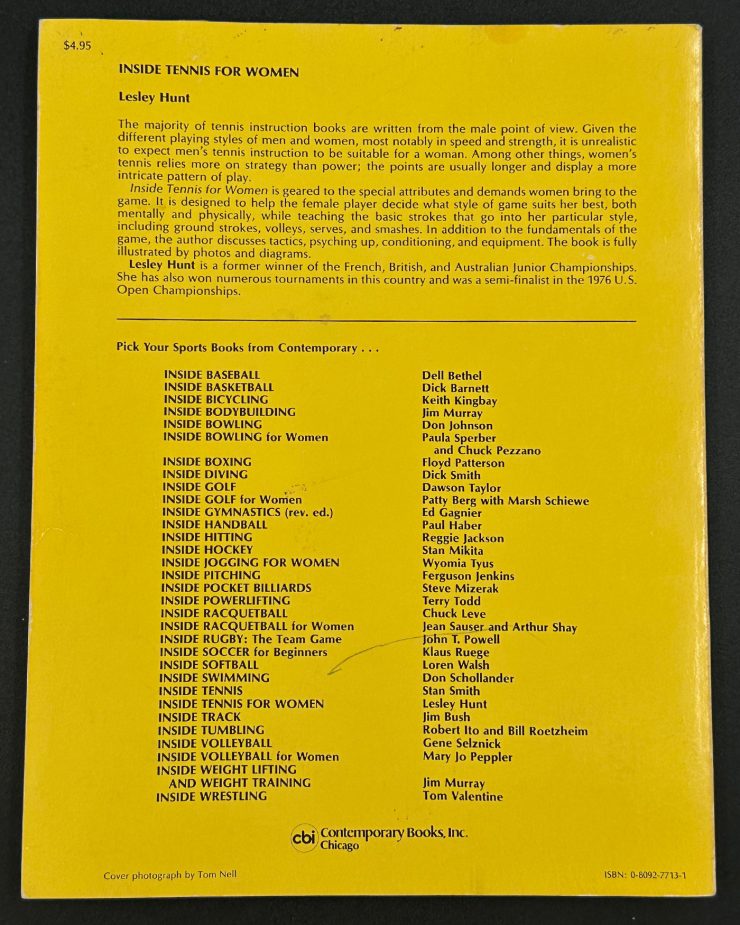 $4.95
INSIDE TENNIS FOR WOMEN
Lesley Hunt
The majority of tennis instruction books are written from the male point of view. Given the
different playing styles of men and women, most notably in speed and strength, it is unrealistic
to expect men's tennis instruction to be suitable for a woman. Among other things, women's
tennis relies more on strategy than power; the points are usually longer and display a more
intricate pattern of play.
Inside Tennis for Women is geared to the special attributes and demands women bring to the
game. It is designed to help the female player decide what style of game suits her best, both
mentally and physically, while teaching the basic strokes that go into her particular style,
including ground strokes, volleys, serves, and smashes. In addition to the fundamentals of the
game, the author discusses tactics, psyching up, conditioning, and equipment. The book is fully
illustrated by photos and diagrams.
Lesley Hunt is a former winner of the French, British, and Australian Junior Championships.
She has also won numerous tournaments in this country and was a semi-finalist in the 1976 U.S.
Open Championships.
Pick Your Sports Books from Contemporary . . .
INSIDE BASEBALL Dell Bethel
INSIDE BASKETBALL Dick Barnett
INSIDE BICYCLING Keith Kingbay
INSIDE BODYBUILDING Jim Murray
INSIDE BOWLING Don Johnson
INSIDE BOWLING for Women Paula Sperber
and Chuck Pezzano
INSIDE BOXING Floyd Patterson
INSIDE DIVING Dick Smith
INSIDE GOLF Dawson Taylor
INSIDE GOLF for Women Patty Berg with Marsh Schiewe
INSIDE GYMNASTICS (rev. ed.) Ed Gagnier
INSIDE HANDBALL Paul Haber
INSIDE HITTING Reggie Jackson
INSIDE HOCKEY Stan Mikita
INSIDE JOGGING FOR WOMEN Wyomia Tyus
INSIDE PITCHING Ferguson Jenkins
INSIDE POCKET BILLIARDS Steve Mizerak
INSIDE POWERLIFTING Terry Todd
INSIDE RACQUETBALL Chuck Leve
INSIDE RACQUETBALL for Women Jean Sauser and Arthur Shay
INSIDE RUGBY: The Team Game John T. Powell
INSIDE SOCCER for Beginners Klaus Ruege
INSIDE SOFTBALL Loren Walsh
INSIDE SWIMMING Don Schollander
INSIDE TENNIS Stan Smith
INSIDE TENNIS FOR WOMEN Lesley Hunt
INSIDE TRACK Jim Bush
INSIDE TUMBLING Robert Ito and Bill Roetzheim
INSIDE VOLLEYBALL Gene Selznick
INSIDE VOLLEYBALL for Women Mary Jo Peppler
INSIDE WEIGHT LIFTING
AND WEIGHT TRAINING Jim Murray
INSIDE WRESTLING Tom Valentine
cbi Contemporary Books, Inc.
Chicago
Cover photograph by Tom Nell ISBN: 0-8092-7713-1